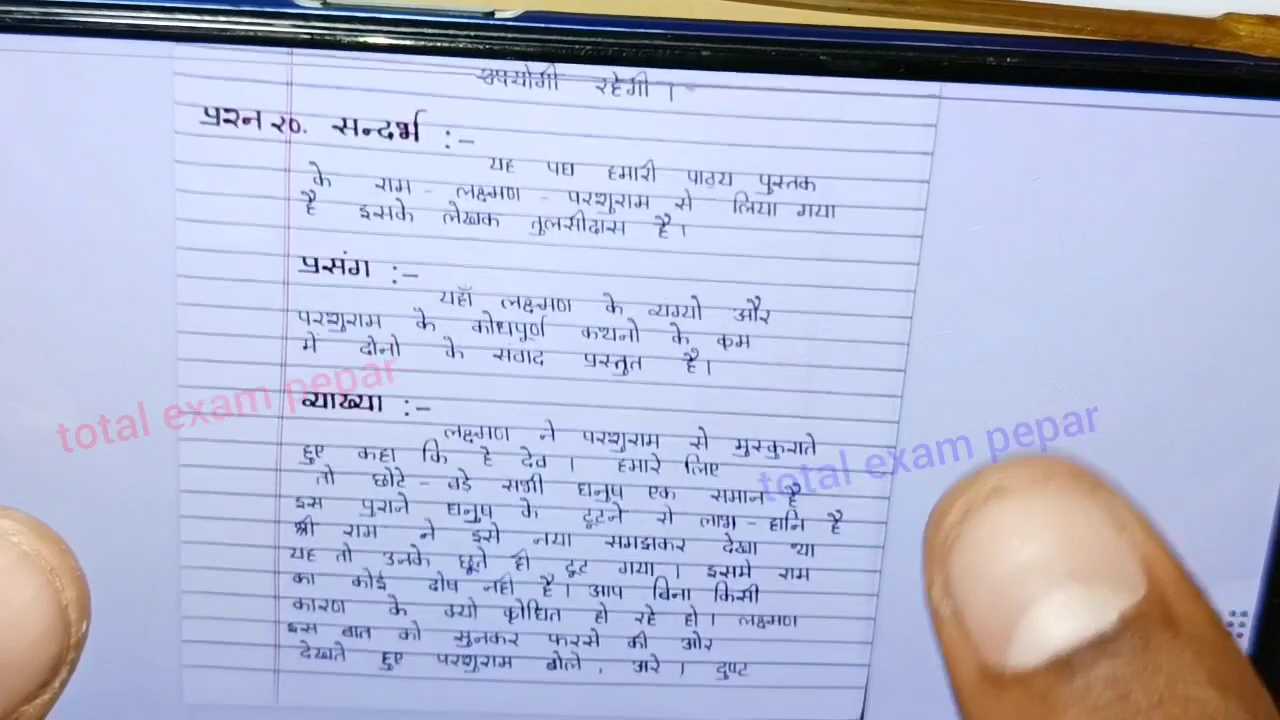 उपयोगी रहेगी ।
प्रश्न २०. सन्दर्भ :-
यह पद्य हमारी पाठ्य पुस्तक
के राम - लक्ष्मण - परशुराम से लिया गया
है इसके लेखक तुलसीदास है।
प्रसंग :-
यहाँ लक्ष्मण के व्यंग्यो और
परशुराम के क्रोधपूर्ण कथनो के क्रम
में दोनो के सवाद प्रस्तुत है।
व्याख्या :-
लक्ष्मण ने परशुराम से मुस्कुराते
हुए कहा कि हे देव । हमारे लिए
तो छोटे - बड़े सभी धनुष एक समान है
इस पुराने धनुष के टूटने से लाभ - हानि है
श्री राम ने इसे नया समझकर देखा था
यह तो उनके छूते ही टूट गया । इसमे राम
का कोई दोष नही है। आप बिना किसी
कारण के क्यो क्रोधित हो रहे हो । लक्ष्मण
इस बात को सुनकर फरसे की ओर
देखते हुए परशुराम बोले , अरे । दुष्ट
total exam pepar
total exam pepar